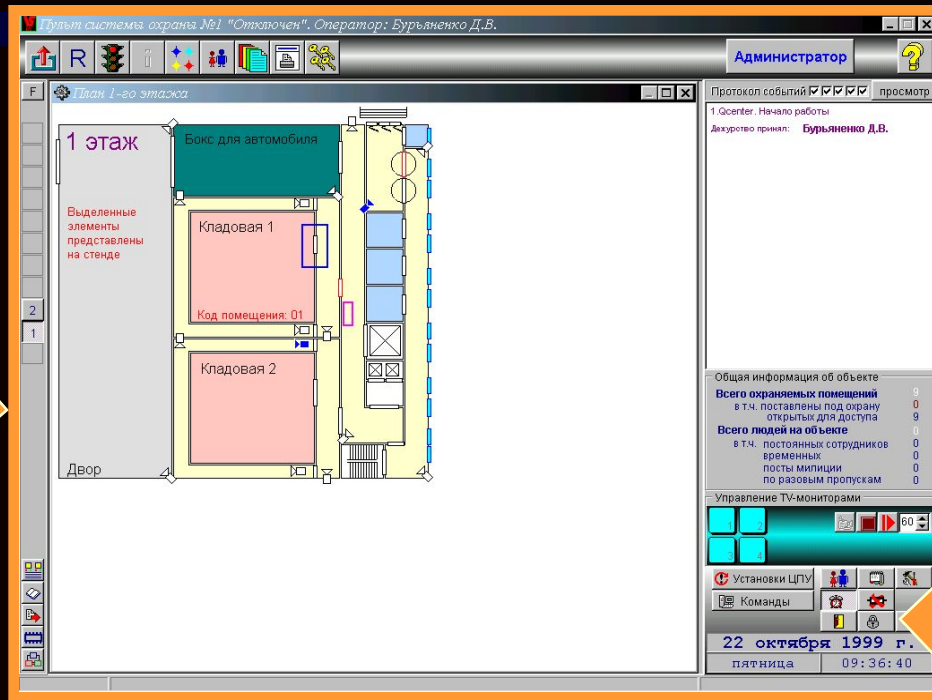 Пульт системы охраны №1 "Отключен". Оператор: Бурьяненко Д.В.
R
Администратор
?
F
План 1-го этажа
Протокол событий
просмотр
1.Qcenter. Начало работы
Дежурство принял: Бурьяненко Д.В.
1 этаж
Бокс для автомобиля
Выделенные
элементы
представлены
на стенде
Кладовая 1
Код помещения: 01
2
1
Кладовая 2
Двор
Общая информация об объекте
Всего охраняемых помещений 9
в т.ч. поставлены под охрану 0
открытых для доступа 9
Всего людей на объекте 0
в т.ч. постоянных сотрудников 0
временных 0
посты милиции 0
по разовым пропускам 0
Управление TV-мониторами
1 2 60
3 4
Установки ЦПУ
Команды
22 октября 1999 г.
пятница 09:36:40